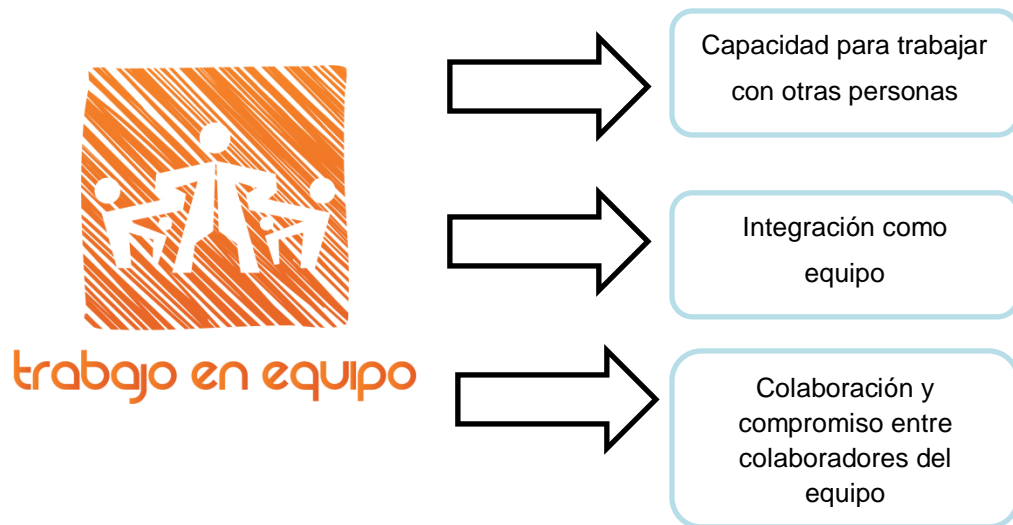 trabajo en equipo
Capacidad para trabajar
con otras personas
Integración como
equipo
Colaboración y
compromiso entre
colaboradores del
equipo